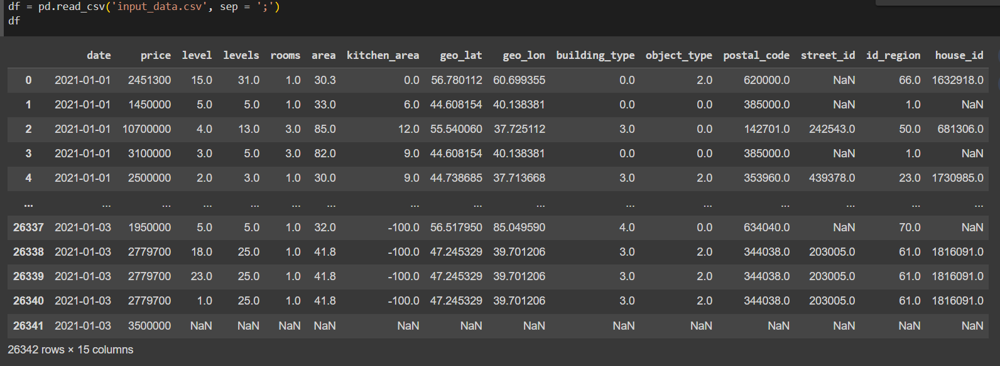 df = pd.read_csv('input_data.csv', sep = ';')
df
date price level levels rooms area kitchen_area geo_lat geo_lon building_type object_type postal_code street_id id_region house_id
0 2021-01-01 2451300 15.0 31.0 1.0 30.3 0.0 56.780112 60.699355 0.0 2.0 620000.0 NaN 66.0 1632918.0
1 2021-01-01 1450000 5.0 5.0 1.0 33.0 6.0 44.608154 40.138381 0.0 0.0 385000.0 NaN 1.0 NaN
2 2021-01-01 10700000 4.0 13.0 3.0 85.0 12.0 55.540060 37.725112 3.0 0.0 142701.0 242543.0 50.0 681306.0
3 2021-01-01 3100000 3.0 5.0 3.0 82.0 9.0 44.608154 40.138381 0.0 0.0 385000.0 NaN 1.0 NaN
4 2021-01-01 2500000 2.0 3.0 1.0 30.0 9.0 44.738685 37.713668 3.0 2.0 353960.0 439378.0 23.0 1730985.0
... ... ... ... ... ... ... ... ... ... ... ... ... ... ... ...
26337 2021-01-03 1950000 5.0 5.0 1.0 32.0 -100.0 56.517950 85.049590 4.0 0.0 634040.0 NaN 70.0 NaN
26338 2021-01-03 2779700 18.0 25.0 1.0 41.8 -100.0 47.245329 39.701206 3.0 2.0 344038.0 203005.0 61.0 1816091.0
26339 2021-01-03 2779700 23.0 25.0 1.0 41.8 -100.0 47.245329 39.701206 3.0 2.0 344038.0 203005.0 61.0 1816091.0
26340 2021-01-03 2779700 1.0 25.0 1.0 41.8 -100.0 47.245329 39.701206 3.0 2.0 344038.0 203005.0 61.0 1816091.0
26341 2021-01-03 3500000 NaN NaN NaN NaN NaN NaN NaN NaN NaN NaN NaN NaN NaN
26342 rows × 15 columns